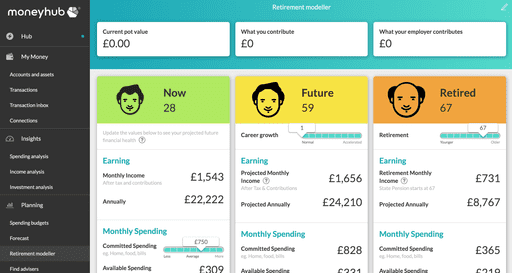 Retirement modeller
moneyhub
Hub
My Money
Accounts and assets
Transactions
Transaction inbox
Connections
Insights
Spending analysis
Income analysis
Investment analysis
Planning
Spending budgets
Forecast
Retirement modeller
Find advisers
Current pot value
£0.00
What you contribute
£0
What your employer contributes
£0
Now
28
Update the values below to see your projected future
financial health
Earning
Monthly Income
After tax and contributions
£1,543
Annually
£22,222
Monthly Spending
Committed Spending
eg. Home, food, bills
£750
Less
Average
More
Available Spending
£309
Future
59
Career growth
1
Normal
Accelerated
Earning
Projected Monthly
Income
After Tax & Contributions
£1,656
Projected Annually
£24,210
Monthly Spending
Committed Spending
eg. Home, food, bills
£828
Available Spending
£331
Retired
67
Retirement
67
Younger
Older
Earning
Retirement Monthly
Income
State Pension starts at 67
£731
Projected Annually
£8,767
Monthly Spending
Committed Spending
eg. Home, food, bills
£365
Available Spending
£219